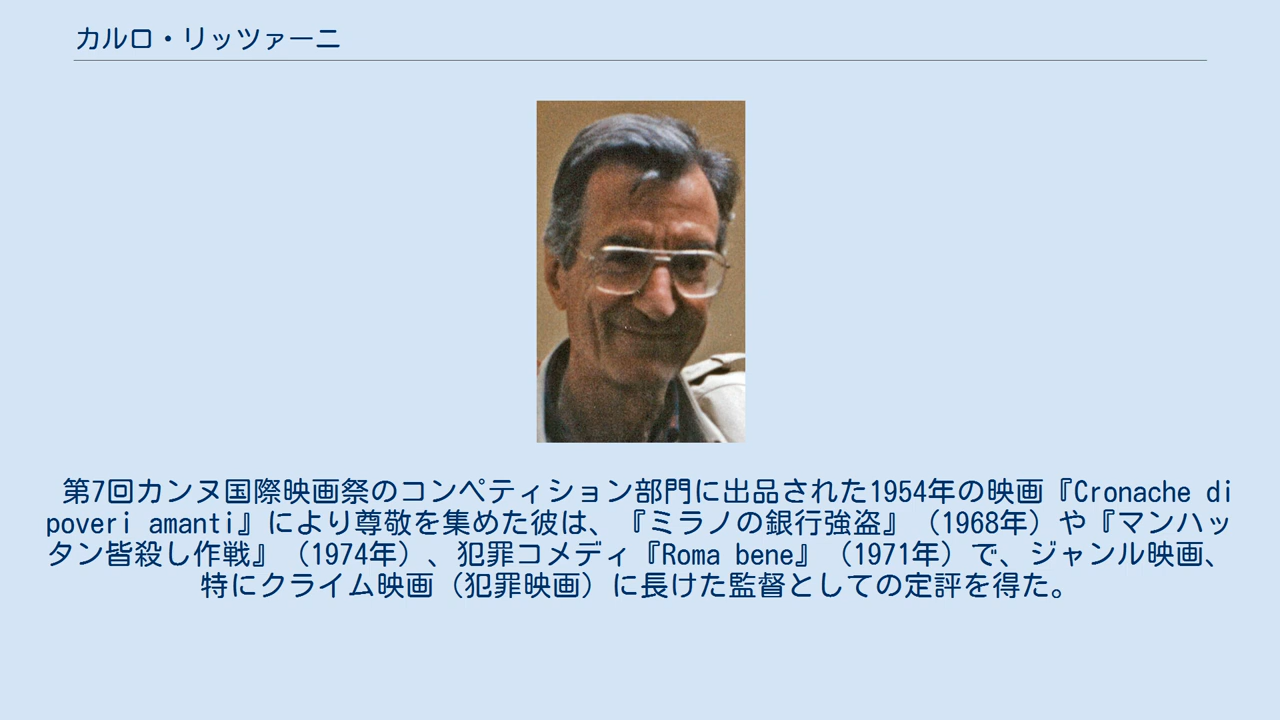 カルロ・リッツァーニ
第7回カンヌ国際映画祭のコンペティション部門に出品された1954年の映画『Cronache di
poveri amanti』により尊敬を集めた彼は、『ミラノの銀行強盗』（1968年）や『マンハッ
タン皆殺し作戦』（1974年）、犯罪コメディ『Roma bene』（1971年）で、ジャンル映画、
特にクライム映画（犯罪映画）に長けた監督としての定評を得た。